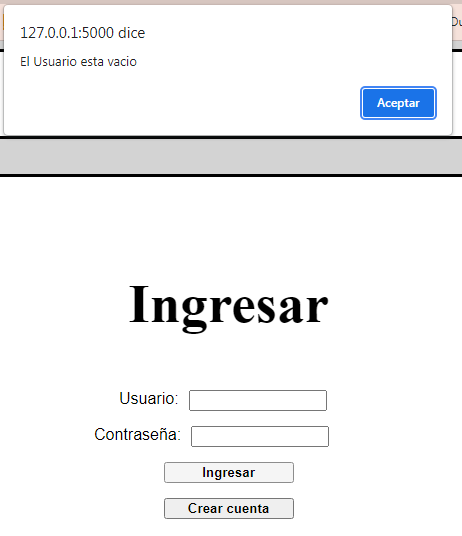 127.0.0.1:5000 dice
El Usuario esta vacio
Aceptar
Ingresar
Usuario:
Contraseña:
Ingresar
Crear cuenta